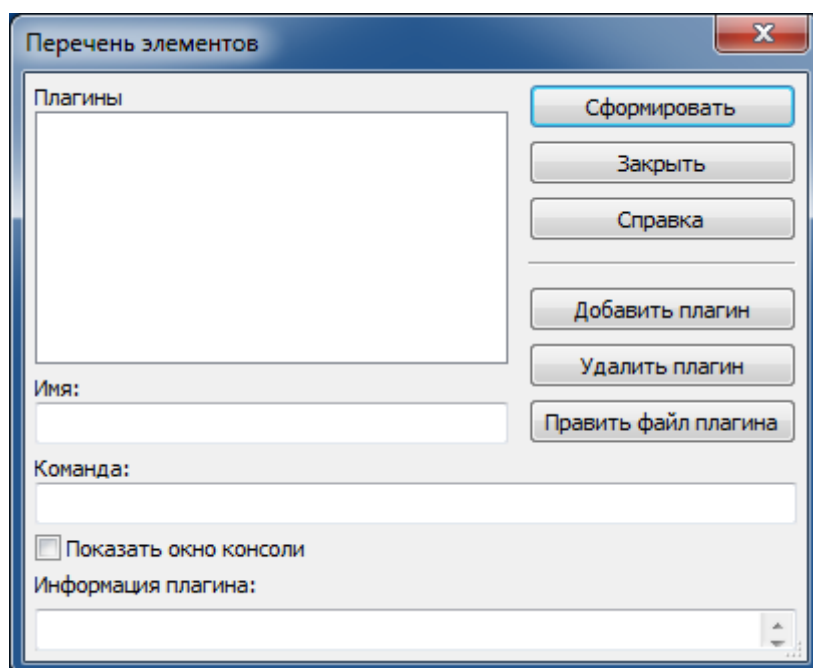 Перечень элементов
Плагины
Сформировать
Закрыть
Справка
Добавить плагин
Удалить плагин
Имя:
Править файл плагина
Команда:
Показать окно консоли
Информация плагина: